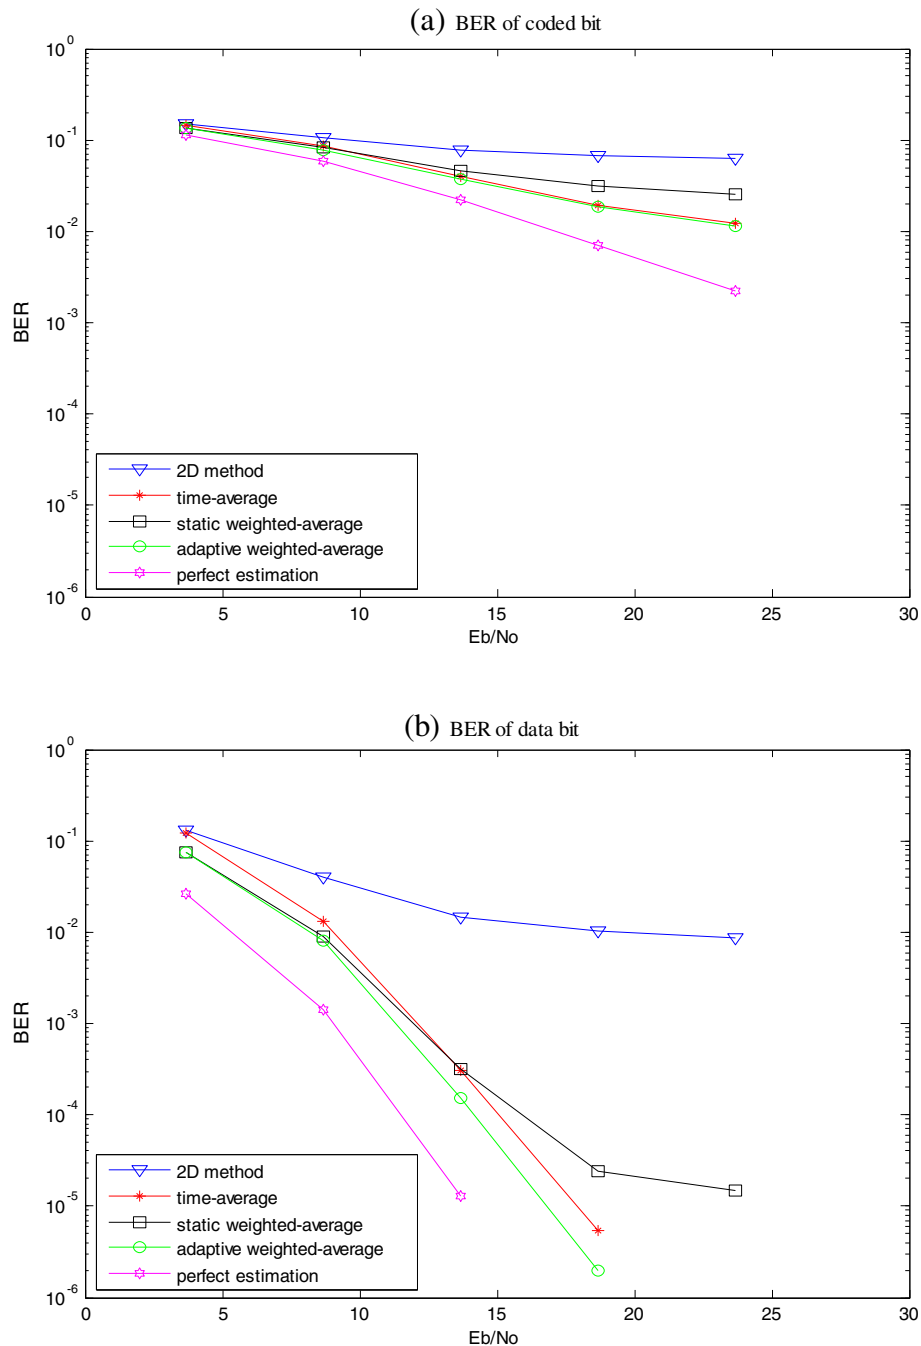 (a) BER of coded bit
10^0
10^-1
10^-2
10^-3
10^-4
10^-5
10^-6
BER
2D method
time-average
static weighted-average
adaptive weighted-average
perfect estimation
0 5 10 15 20 25 30
Eb/No
(b) BER of data bit
10^0
10^-1
10^-2
10^-3
10^-4
10^-5
10^-6
BER
2D method
time-average
static weighted-average
adaptive weighted-average
perfect estimation
0 5 10 15 20 25 30
Eb/No